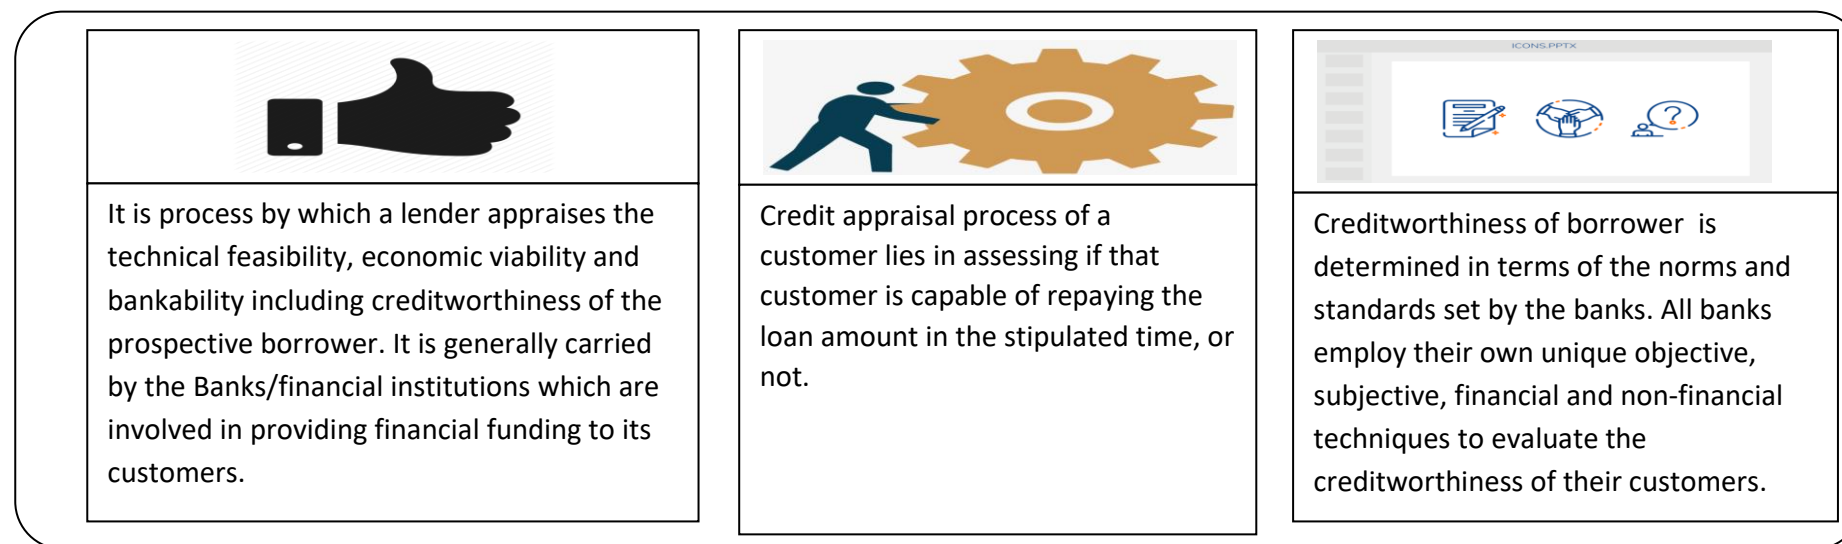 It is process by which a lender appraises the
technical feasibility, economic viability and
bankability including creditworthiness of the
prospective borrower. It is generally carried
by the Banks/financial institutions which are
involved in providing financial funding to its
customers.
Credit appraisal process of a
customer lies in assessing if that
customer is capable of repaying the
loan amount in the stipulated time, or
not.
ICONS.PPTX
?
Creditworthiness of borrower  is
determined in terms of the norms and
standards set by the banks. All banks
employ their own unique objective,
subjective, financial and non-financial
techniques to evaluate the
creditworthiness of their customers.